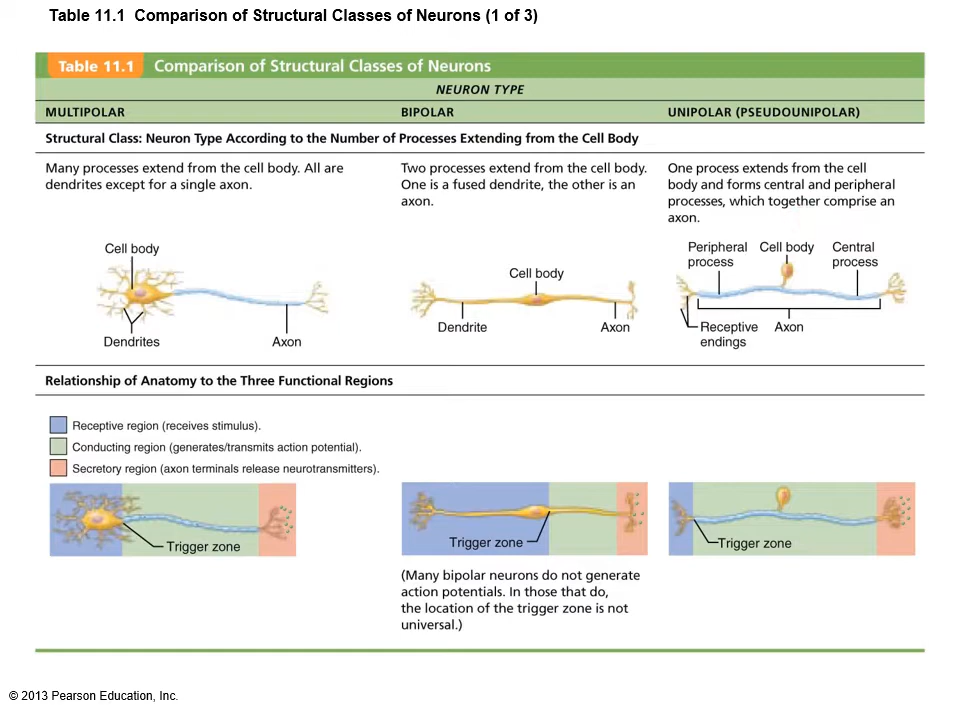 Table 11.1 Comparison of Structural Classes of Neurons (1 of 3)
Table 11.1 Comparison of Structural Classes of Neurons
NEURON TYPE
MULTIPOLAR BIPOLAR UNIPOLAR (PSEUDOUNIPOLAR)
Structural Class: Neuron Type According to the Number of Processes Extending from the Cell Body
Many processes extend from the cell body. All are
dendrites except for a single axon.
Two processes extend from the cell body.
One is a fused dendrite, the other is an
axon.
One process extends from the cell
body and forms central and peripheral
processes, which together comprise an
axon.
Cell body
Dendrites
Axon
Cell body
Dendrite
Axon
Peripheral
process
Cell body
Central
process
Receptive
endings
Axon
Relationship of Anatomy to the Three Functional Regions
Receptive region (receives stimulus).
Conducting region (generates/transmits action potential).
Secretory region (axon terminals release neurotransmitters).
Trigger zone
Trigger zone
Trigger zone
(Many bipolar neurons do not generate
action potentials. In those that do,
the location of the trigger zone is not
universal.)
© 2013 Pearson Education, Inc.